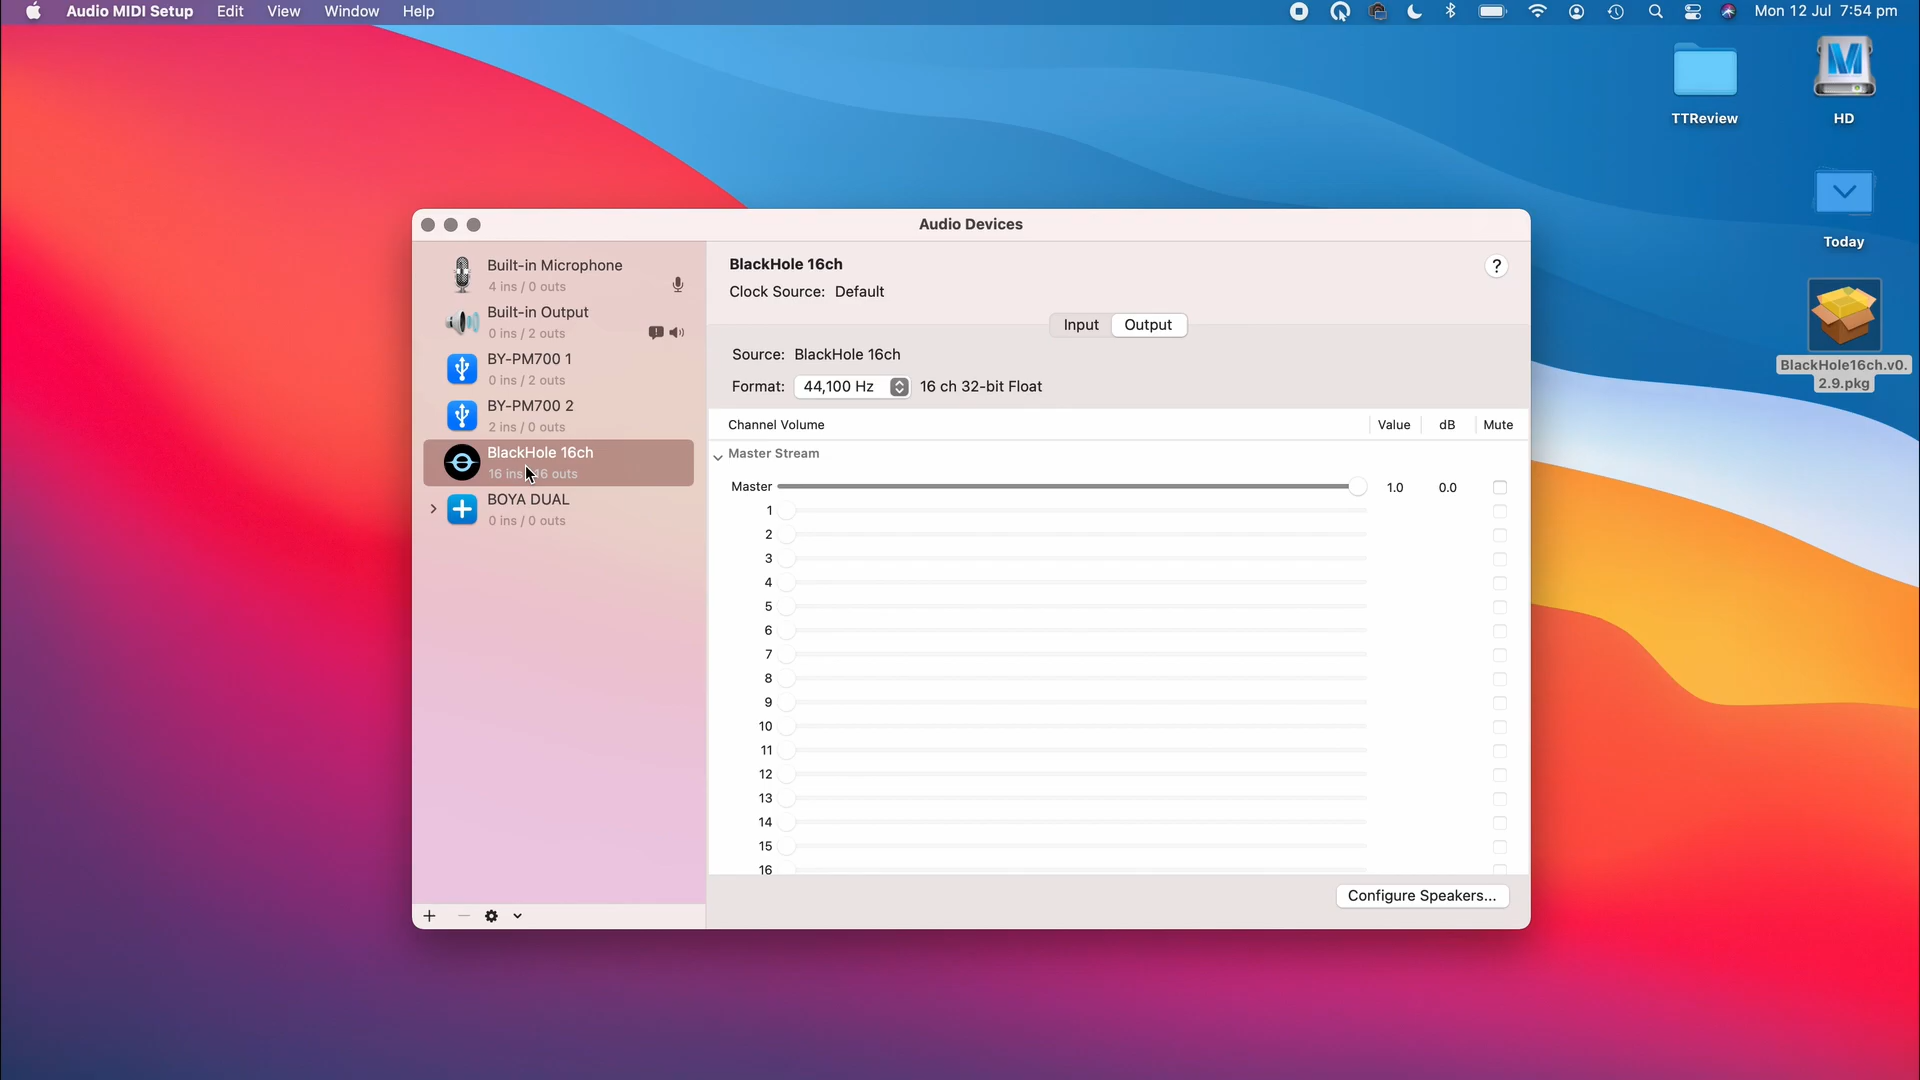 Audio MIDI Setup Edit View Window Help Mon 12 Jul 7:54 pm
TTReview
HD
Today
BlackHole16ch.v0.
2.9.pkg
Audio Devices
Built-in Microphone
4 ins / 0 outs
Built-in Output
0 ins / 2 outs
BY-PM700 1
0 ins / 2 outs
BY-PM700 2
2 ins / 0 outs
BlackHole 16ch
16 ins 16 outs
BOYA DUAL
0 ins / 0 outs
BlackHole 16ch
?
Clock Source: Default
Input Output
Source: BlackHole 16ch
Format: 44,100 Hz 16 ch 32-bit Float
Channel Volume Value dB Mute
Master Stream
Master 1.0 0.0
1
2
3
4
5
6
7
8
9
10
11
12
13
14
15
16
Configure Speakers...